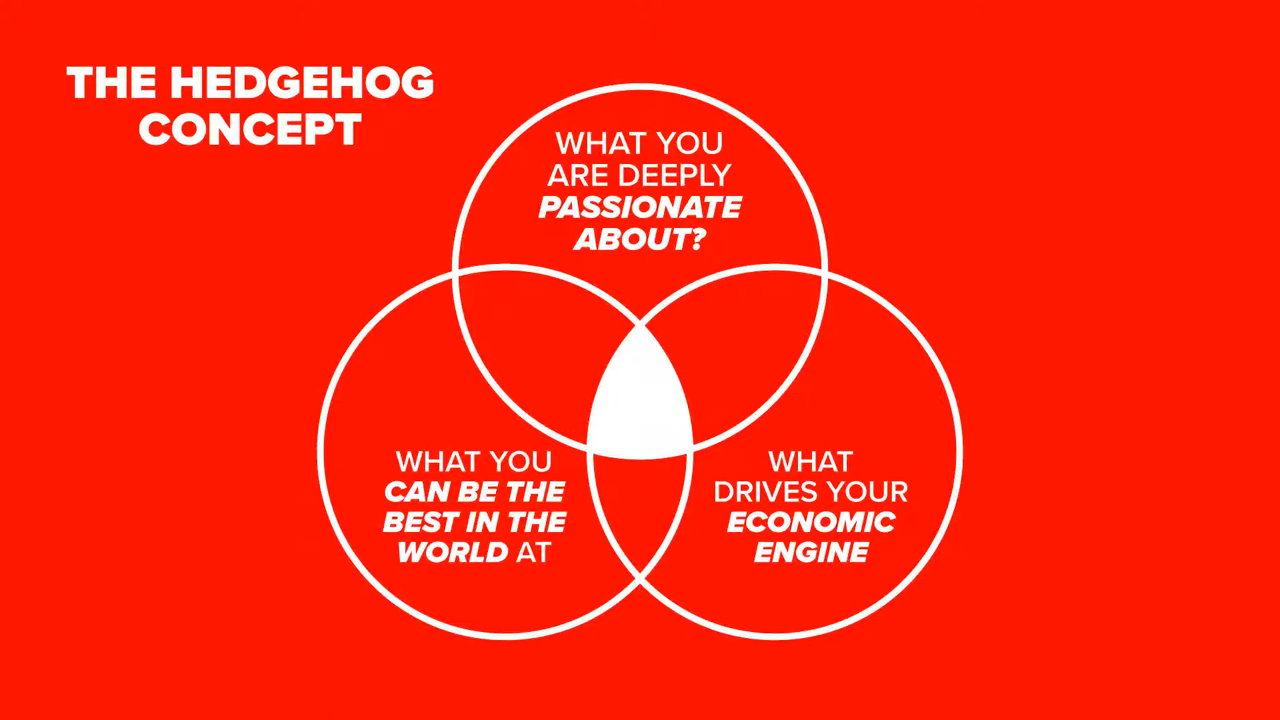 THE HEDGEHOG
CONCEPT
WHAT YOU
ARE DEEPLY
PASSIONATE
ABOUT?
WHAT YOU
CAN BE THE
BEST IN THE
WORLD AT
WHAT
DRIVES YOUR
ECONOMIC
ENGINE